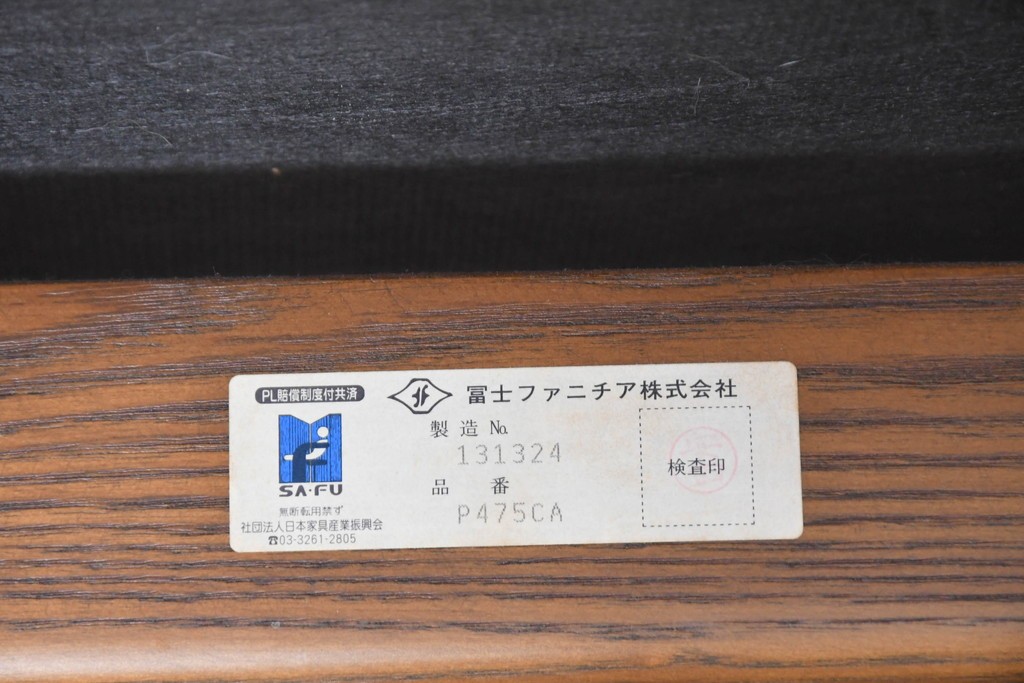 PL賠償制度付共済
SA・FU
無断転用禁ず
社団法人日本家具産業振興会
☎03-3261-2805
冨士ファニチア株式会社
製造 No.
131324
品番
P475CA
検査印